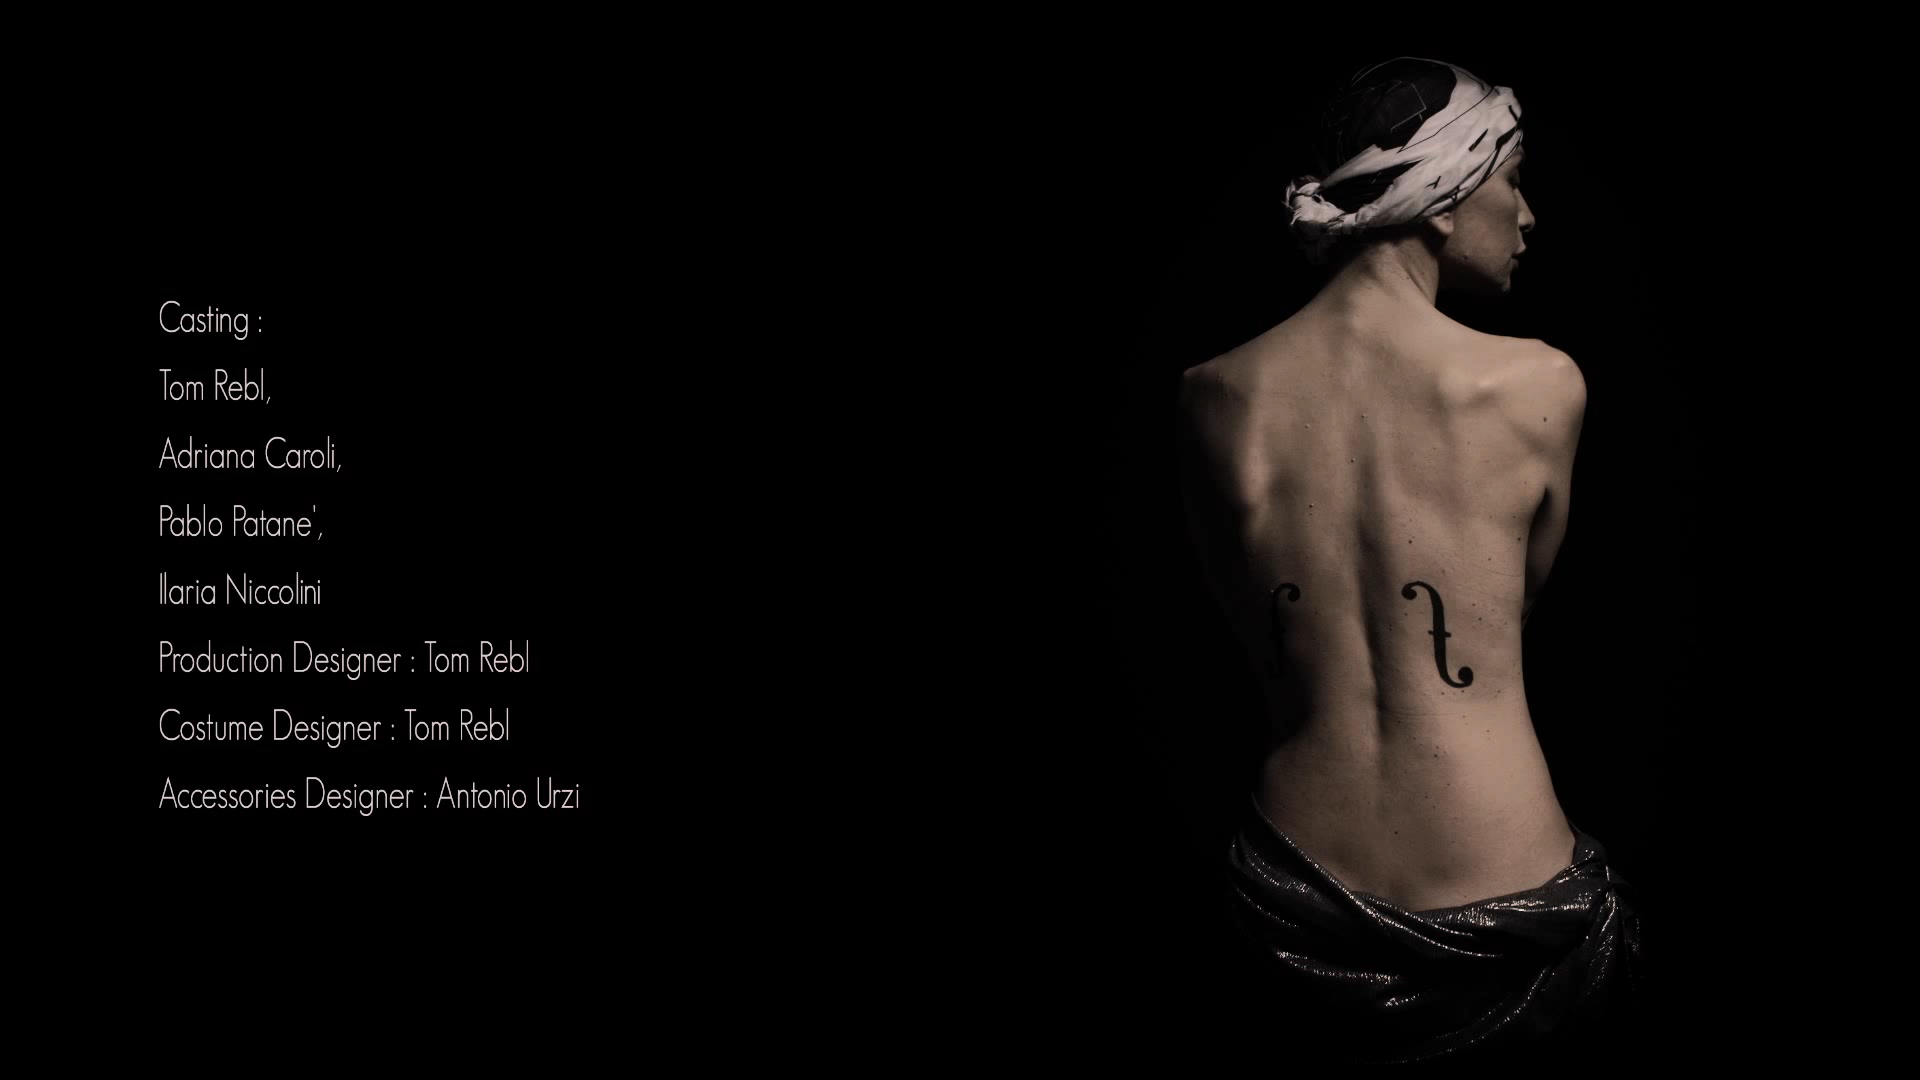 Casting :
Tom Rebl,
Adriana Caroli,
Pablo Patane',
Ilaria Niccolini
Production Designer : Tom Rebl
Costume Designer : Tom Rebl
Accessories Designer : Antonio Urzi